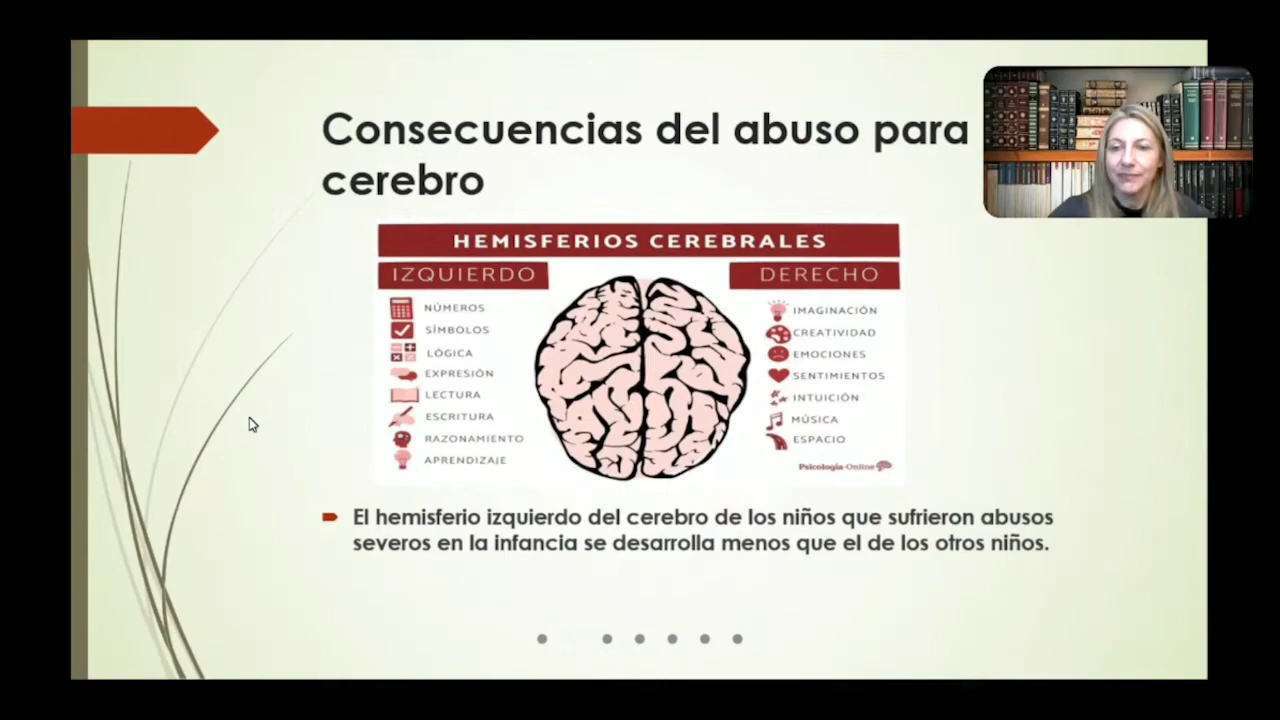 Consecuencias del abuso para
cerebro
HEMISFERIOS CEREBRALES
IZQUIERDO
NÚMEROS
SÍMBOLOS
LÓGICA
EXPRESIÓN
LECTURA
ESCRITURA
RAZONAMIENTO
APRENDIZAJE
DERECHO
IMAGINACIÓN
CREATIVIDAD
EMOCIONES
SENTIMIENTOS
INTUICIÓN
MÚSICA
ESPACIO
Psicología-Online
El hemisferio izquierdo del cerebro de los niños que sufrieron abusos
severos en la infancia se desarrolla menos que el de los otros niños.